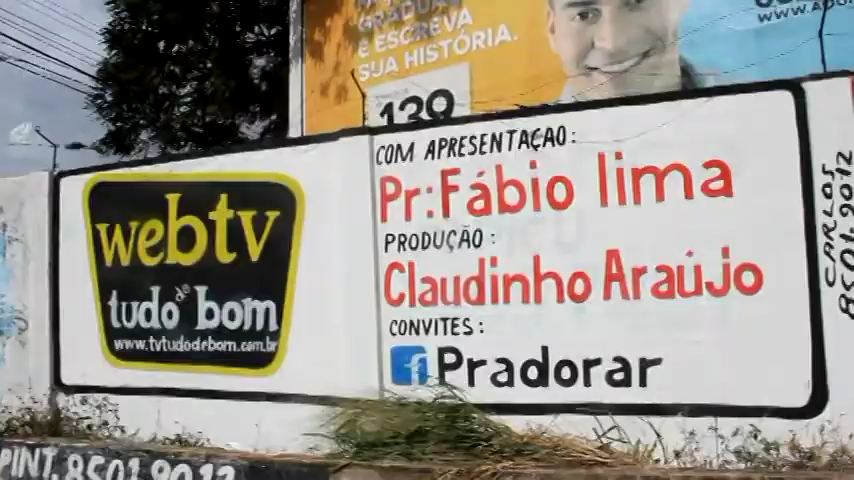 GRADUAÇÃO
E ESCREVA
SUA HISTÓRIA.
139
COM APRESENTAÇAO:
Pr:Fábio lima
PRODUÇÃO:
Claudinho Araújo
CONVITES:
f Pradorar
webtv
tudo de bom
www.tvtudodebom.com.br
CARLOS
8501.9012
PINT. 8501.9012